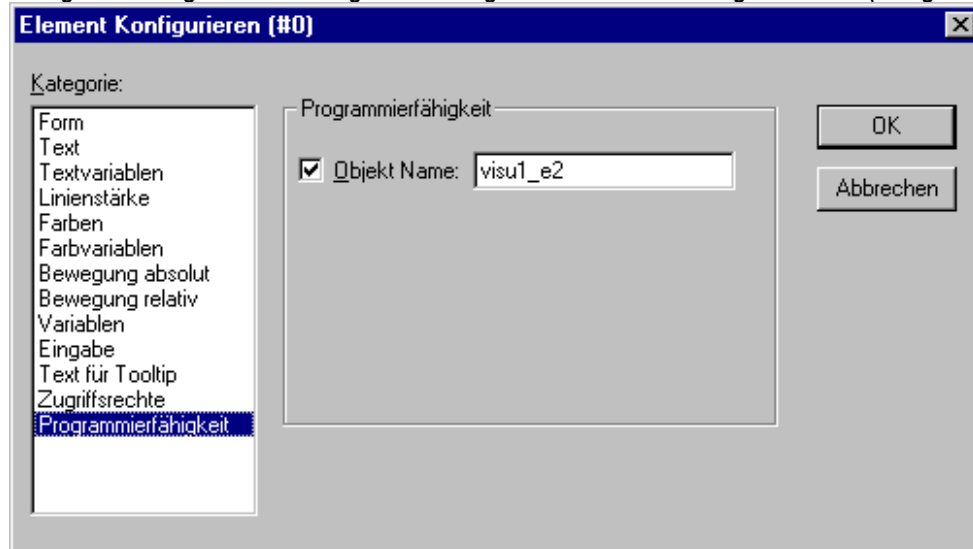 Element Konfigurieren (#0)
Kategorie:
Form
Text
Textvariablen
Linienstärke
Farben
Farbvariablen
Bewegung absolut
Bewegung relativ
Variablen
Eingabe
Text für Tooltip
Zugriffsrechte
Programmierfähigkeit
Programmierfähigkeit
Objekt Name: visu1_e2
OK
Abbrechen